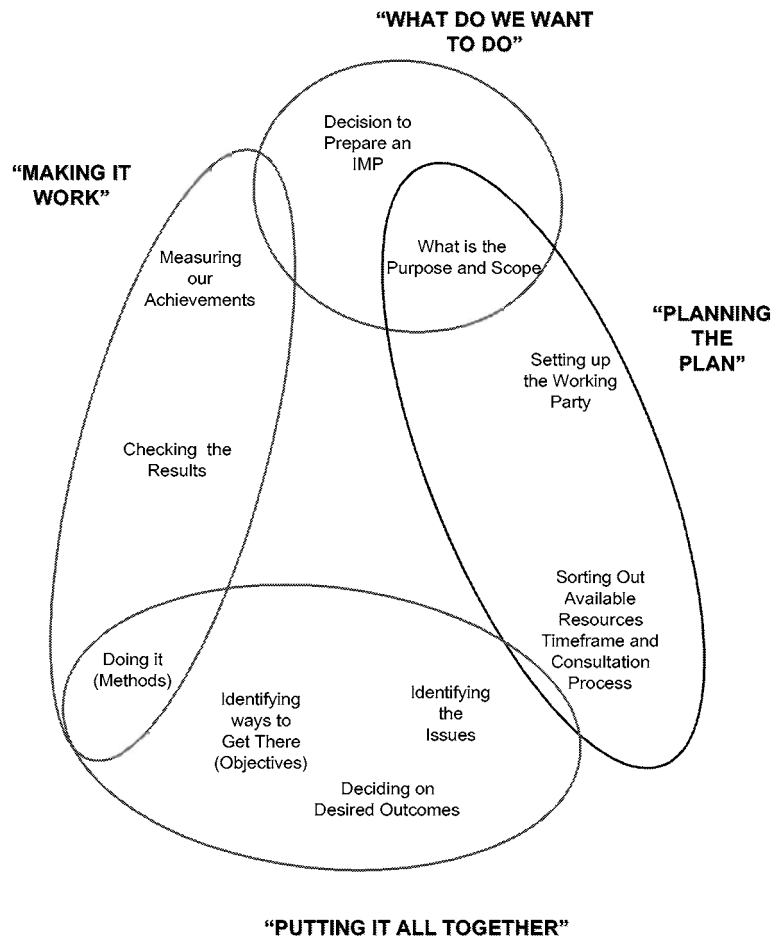 “WHAT DO WE WANT
TO DO”
Decision to
Prepare an
IMP
“MAKING IT
WORK”
What is the
Purpose and Scope
Measuring
our
Achievements
“PLANNING
THE
PLAN”
Setting up
the Working
Party
Checking the
Results
Sorting Out
Available
Resources
Timeframe and
Consultation
Process
Doing it
(Methods)
Identifying
ways to
Get There
(Objectives)
Identifying
the
Issues
Deciding on
Desired Outcomes
“PUTTING IT ALL TOGETHER”